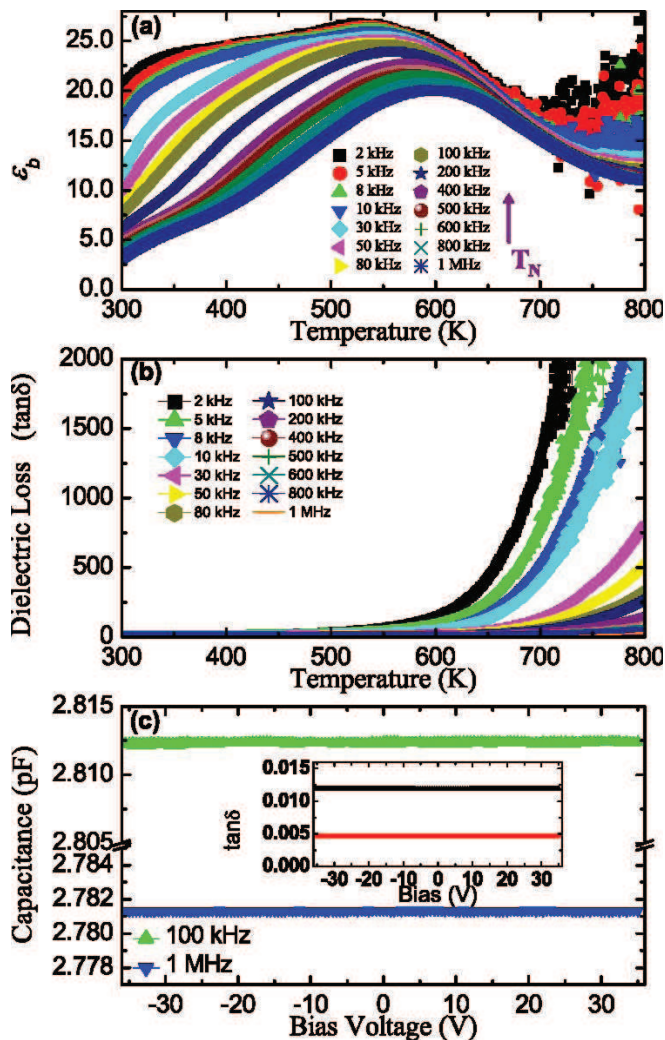 (a)
25.0
20.0
15.0
10.0
5.0
0.0
ε_b
2 kHz
5 kHz
8 kHz
10 kHz
30 kHz
50 kHz
80 kHz
100 kHz
200 kHz
400 kHz
500 kHz
600 kHz
800 kHz
1 MHz
T_N
300 400 500 600 700 800
Temperature (K)
(b)
2000
1500
1000
500
0
Dielectric Loss (tanδ)
2 kHz
5 kHz
8 kHz
10 kHz
30 kHz
50 kHz
80 kHz
100 kHz
200 kHz
400 kHz
500 kHz
600 kHz
800 kHz
1 MHz
300 400 500 600 700 800
Temperature (K)
(c)
2.815
2.812
2.805
2.784
2.782
2.780
2.778
Capacitance (pF)
0.015
0.010
0.005
0.000
tanδ
-30 -20 -10 0 10 20 30
Bias (V)
100 kHz
1 MHz
-30 -20 -10 0 10 20 30
Bias Voltage (V)